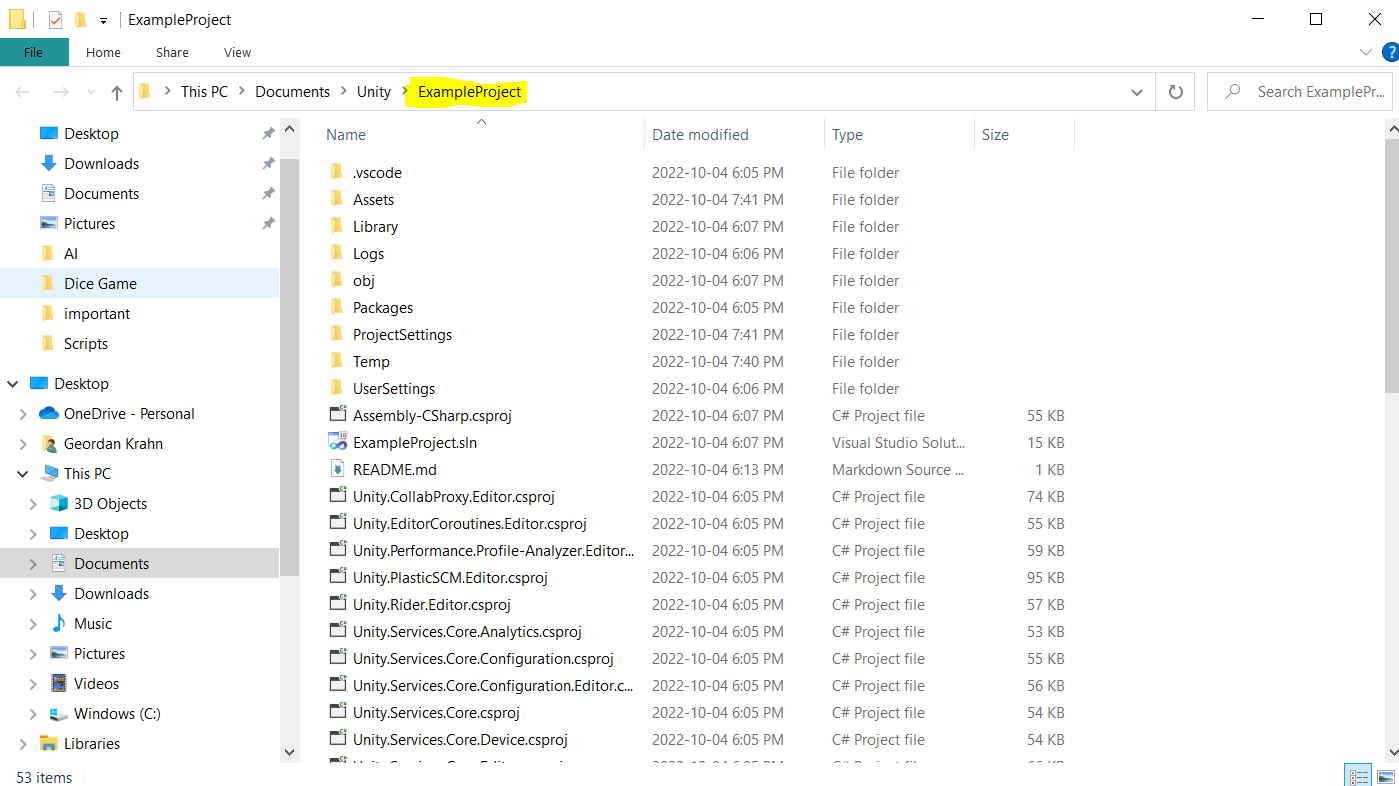 ExampleProject
File Home Share View
This PC Documents Unity ExampleProject Search ExamplePr...
Name Date modified Type Size
Desktop
Downloads
Documents
Pictures
AI
Dice Game
important
Scripts
Desktop
OneDrive - Personal
Geordan Krahn
This PC
3D Objects
Desktop
Documents
Downloads
Music
Pictures
Videos
Windows (C:)
Libraries
.vscode 2022-10-04 6:05 PM File folder
Assets 2022-10-04 7:41 PM File folder
Library 2022-10-04 6:07 PM File folder
Logs 2022-10-04 6:06 PM File folder
obj 2022-10-04 6:07 PM File folder
Packages 2022-10-04 6:05 PM File folder
ProjectSettings 2022-10-04 7:41 PM File folder
Temp 2022-10-04 7:40 PM File folder
UserSettings 2022-10-04 6:06 PM File folder
Assembly-CSharp.csproj 2022-10-04 6:07 PM C# Project file 55 KB
ExampleProject.sln 2022-10-04 6:07 PM Visual Studio Solut... 15 KB
README.md 2022-10-04 6:13 PM Markdown Source ... 1 KB
Unity.CollabProxy.Editor.csproj 2022-10-04 6:05 PM C# Project file 74 KB
Unity.EditorCoroutines.Editor.csproj 2022-10-04 6:05 PM C# Project file 55 KB
Unity.Performance.Profile-Analyzer.Editor... 2022-10-04 6:05 PM C# Project file 59 KB
Unity.PlasticSCM.Editor.csproj 2022-10-04 6:05 PM C# Project file 95 KB
Unity.Rider.Editor.csproj 2022-10-04 6:05 PM C# Project file 57 KB
Unity.Services.Core.Analytics.csproj 2022-10-04 6:05 PM C# Project file 53 KB
Unity.Services.Core.Configuration.csproj 2022-10-04 6:05 PM C# Project file 55 KB
Unity.Services.Core.Configuration.Editor.c... 2022-10-04 6:05 PM C# Project file 56 KB
Unity.Services.Core.csproj 2022-10-04 6:05 PM C# Project file 54 KB
Unity.Services.Core.Device.csproj 2022-10-04 6:05 PM C# Project file 54 KB
53 items